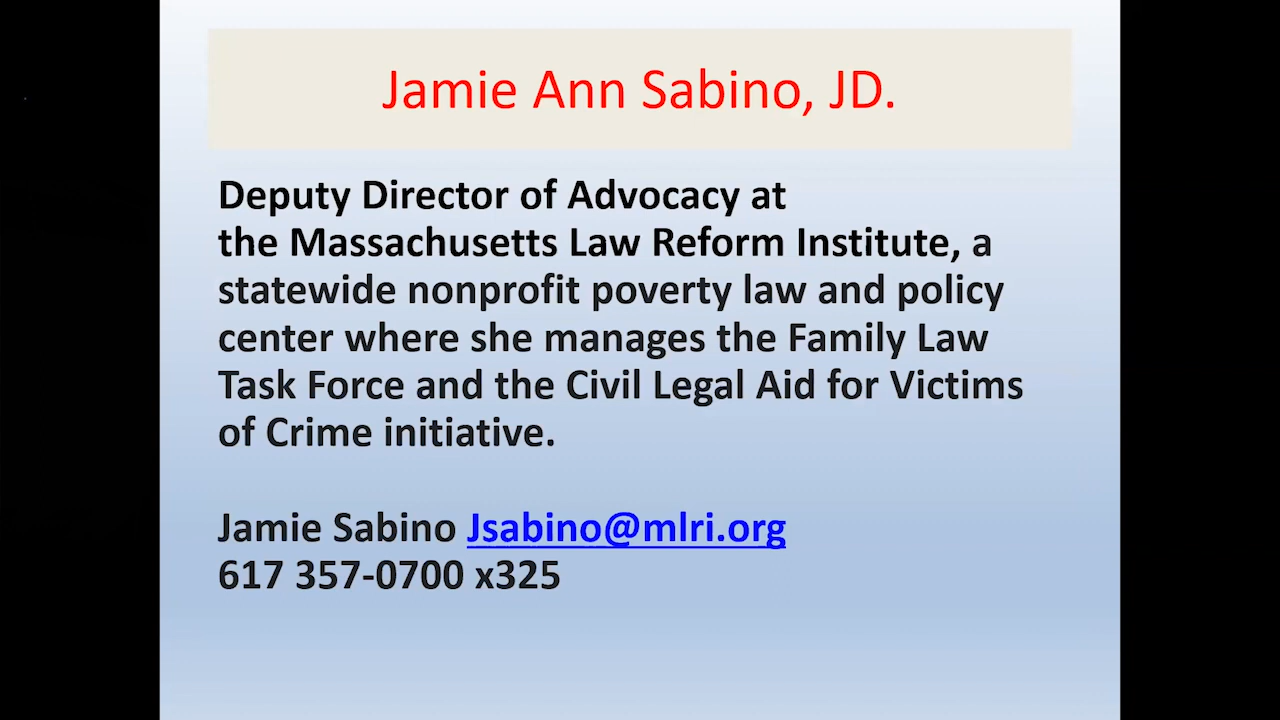 Jamie Ann Sabino, JD.
Deputy Director of Advocacy at
the Massachusetts Law Reform Institute, a
statewide nonprofit poverty law and policy
center where she manages the Family Law
Task Force and the Civil Legal Aid for Victims
of Crime initiative.
Jamie Sabino Jsabino@mlri.org
617 357-0700 x325